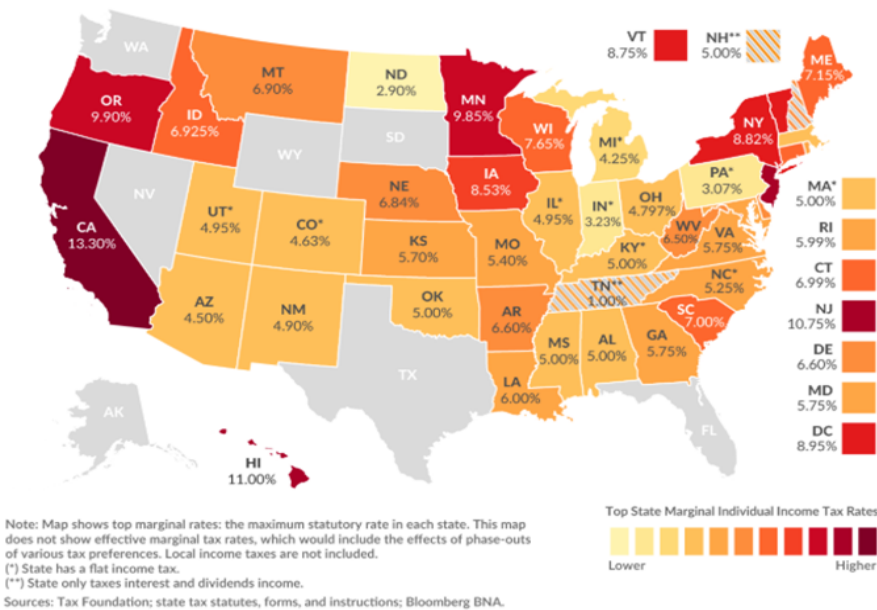 VT
8.75%
NH**
5.00%
WA
MT
6.90%
ND
2.90%
MN
9.85%
ME
7.15%
OR
9.90%
ID
6.925%
WI
7.65%
NY
8.82%
SD
MI*
4.25%
WY
IA
8.53%
PA*
3.07%
NV
NE
6.84%
MA*
5.00%
UT*
4.95%
CO*
4.63%
IL*
4.95%
IN*
3.23%
OH
4.797%
CA
13.30%
KS
5.70%
MO
5.40%
WV
6.50%
VA
5.75%
RI
5.99%
KY*
5.00%
CT
6.99%
NC*
5.25%
TN**
1.00%
AZ
4.50%
NM
4.90%
OK
5.00%
AR
6.60%
SC
7.00%
NJ
10.75%
MS
5.00%
AL
5.00%
GA
5.75%
DE
6.60%
TX
LA
6.00%
MD
5.75%
AK
FL
DC
8.95%
HI
11.00%
Note: Map shows top marginal rates: the maximum statutory rate in each state. This map
does not show effective marginal tax rates, which would include the effects of phase-outs
of various tax preferences. Local income taxes are not included.
(*) State has a flat income tax.
(**) State only taxes interest and dividends income.
Sources: Tax Foundation; state tax statutes, forms, and instructions; Bloomberg BNA.
Top State Marginal Individual Income Tax Rates
Lower
Higher